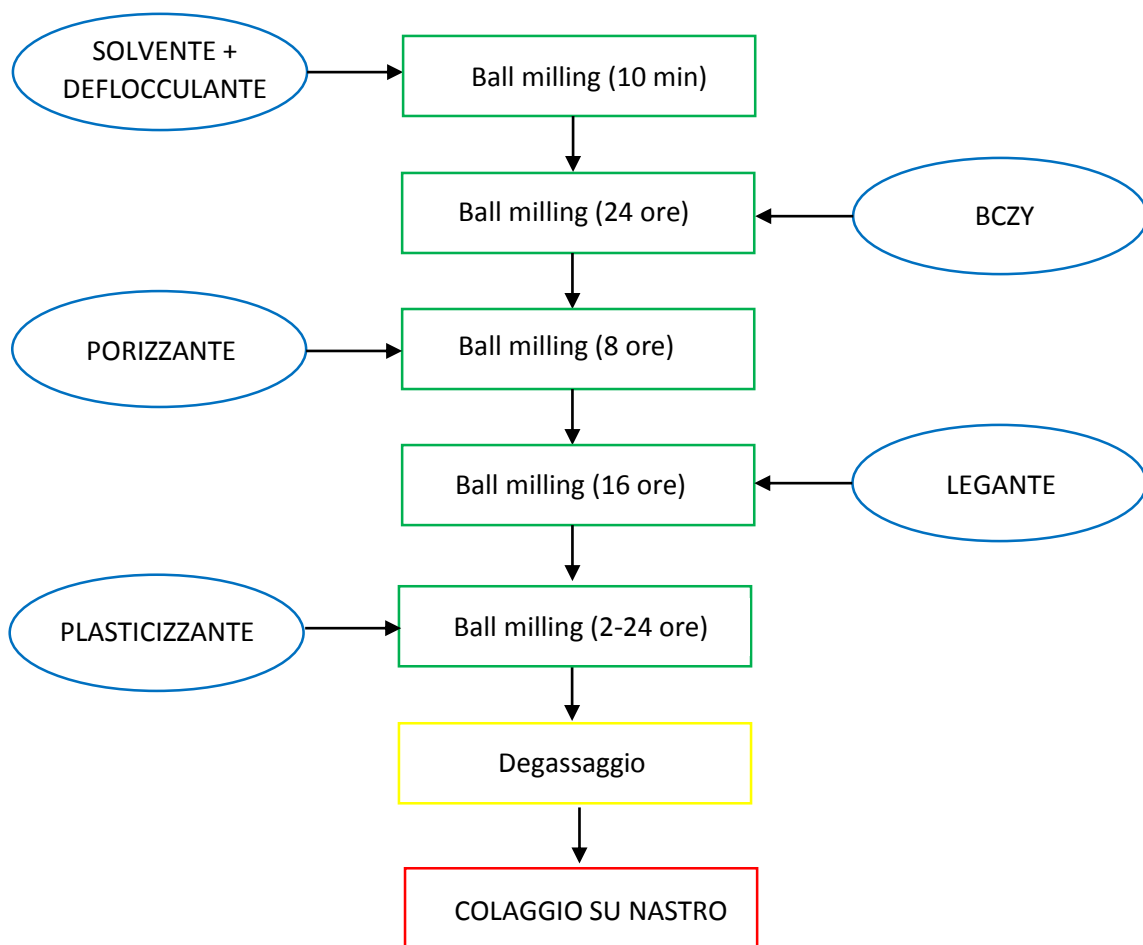 SOLVENTE +
DEFLOCCULANTE
Ball milling (10 min)
Ball milling (24 ore)
BCZY
PORIZZANTE
Ball milling (8 ore)
Ball milling (16 ore)
LEGANTE
PLASTICIZZANTE
Ball milling (2-24 ore)
Degassaggio
COLAGGIO SU NASTRO